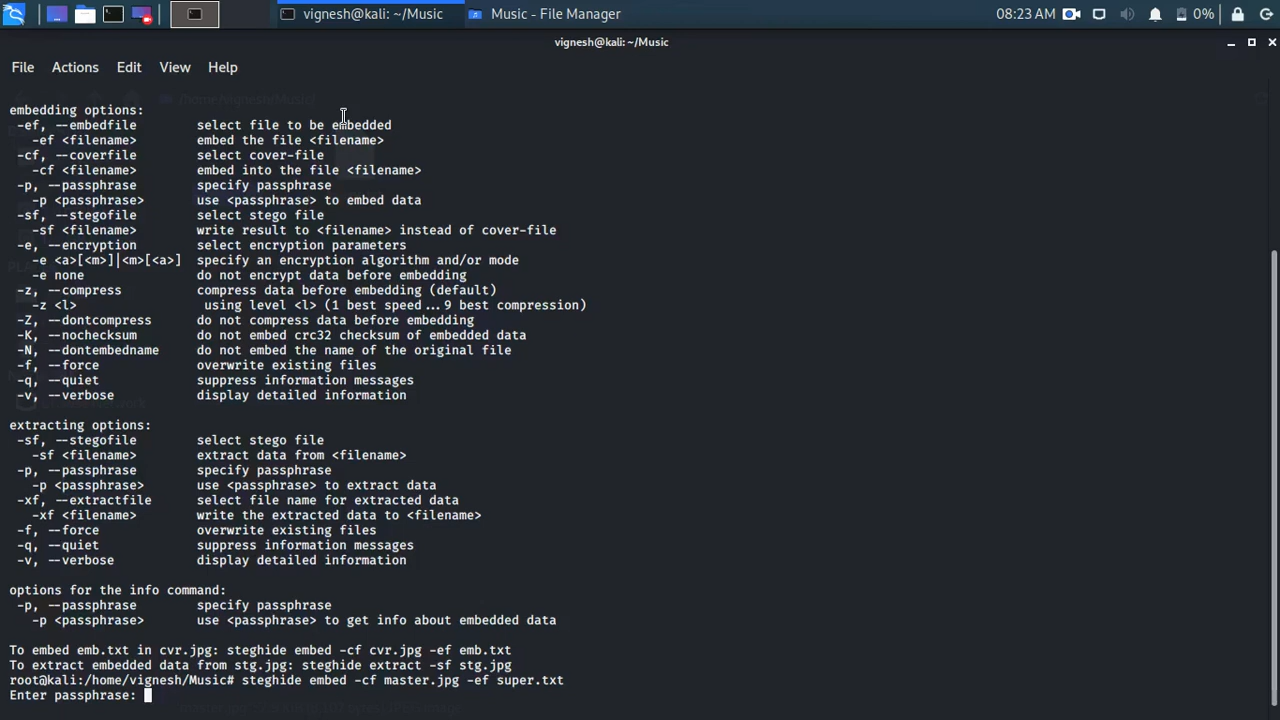 vignesh@kali: ~/Music
Music - File Manager
08:23 AM
0%
vignesh@kali: ~/Music
File Actions Edit View Help
embedding options:
-ef, --embedfile select file to be embedded
-ef <filename> embed the file <filename>
-cf, --coverfile select cover-file
-cf <filename> embed into the file <filename>
-p, --passphrase specify passphrase
-p <passphrase> use <passphrase> to embed data
-sf, --stegofile select stego file
-sf <filename> write result to <filename> instead of cover-file
-e, --encryption select encryption parameters
-e <a>[<m>]|<m>[<a>] specify an encryption algorithm and/or mode
-e none do not encrypt data before embedding
-z, --compress compress data before embedding (default)
-z <l> using level <l> (1 best speed...9 best compression)
-Z, --dontcompress do not compress data before embedding
-K, --nochecksum do not embed crc32 checksum of embedded data
-N, --dontembedname do not embed the name of the original file
-f, --force overwrite existing files
-q, --quiet suppress information messages
-v, --verbose display detailed information
extracting options:
-sf, --stegofile select stego file
-sf <filename> extract data from <filename>
-p, --passphrase specify passphrase
-p <passphrase> use <passphrase> to extract data
-xf, --extractfile select file name for extracted data
-xf <filename> write the extracted data to <filename>
-f, --force overwrite existing files
-q, --quiet suppress information messages
-v, --verbose display detailed information
options for the info command:
-p, --passphrase specify passphrase
-p <passphrase> use <passphrase> to get info about embedded data
To embed emb.txt in cvr.jpg: steghide embed -cf cvr.jpg -ef emb.txt
To extract embedded data from stg.jpg: steghide extract -sf stg.jpg
root@kali:/home/vignesh/Music# steghide embed -cf master.jpg -ef super.txt
Enter passphrase: